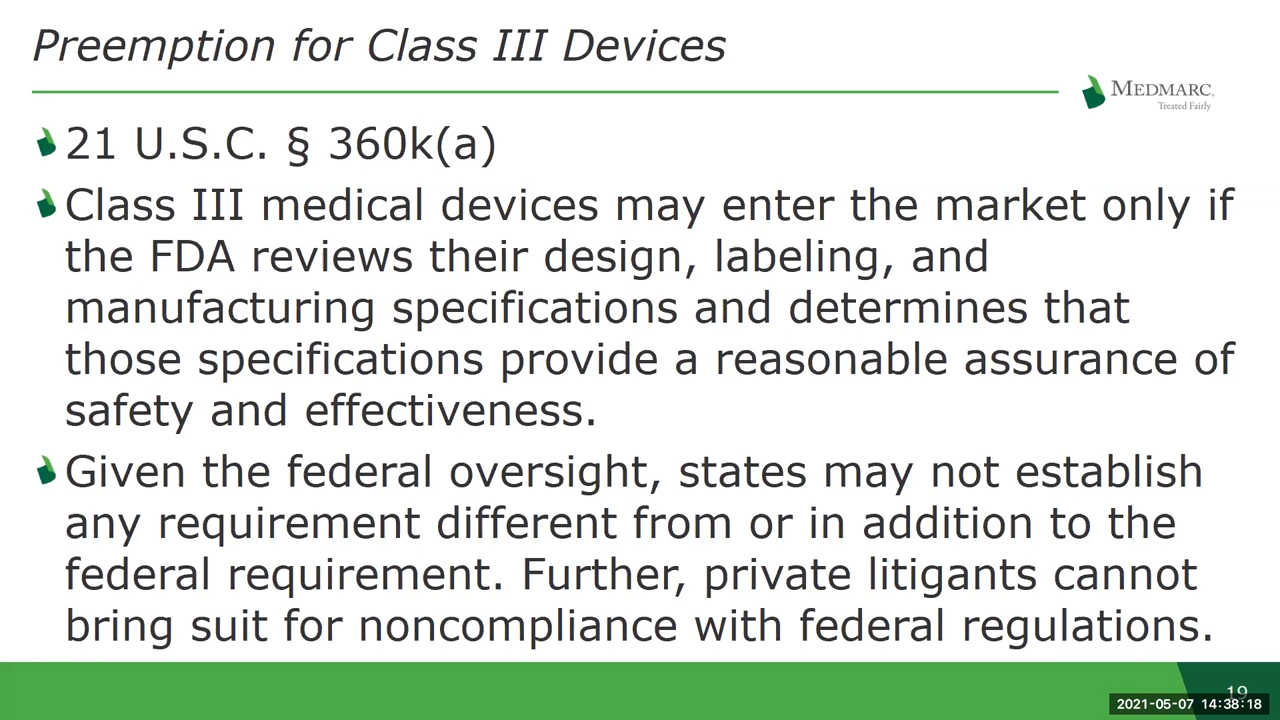 Preemption for Class III Devices
MEDMARC.
Treated Fairly
21 U.S.C. § 360k(a)
Class III medical devices may enter the market only if
the FDA reviews their design, labeling, and
manufacturing specifications and determines that
those specifications provide a reasonable assurance of
safety and effectiveness.
Given the federal oversight, states may not establish
any requirement different from or in addition to the
federal requirement. Further, private litigants cannot
bring suit for noncompliance with federal regulations.
19
2021-05-07 14:38:18